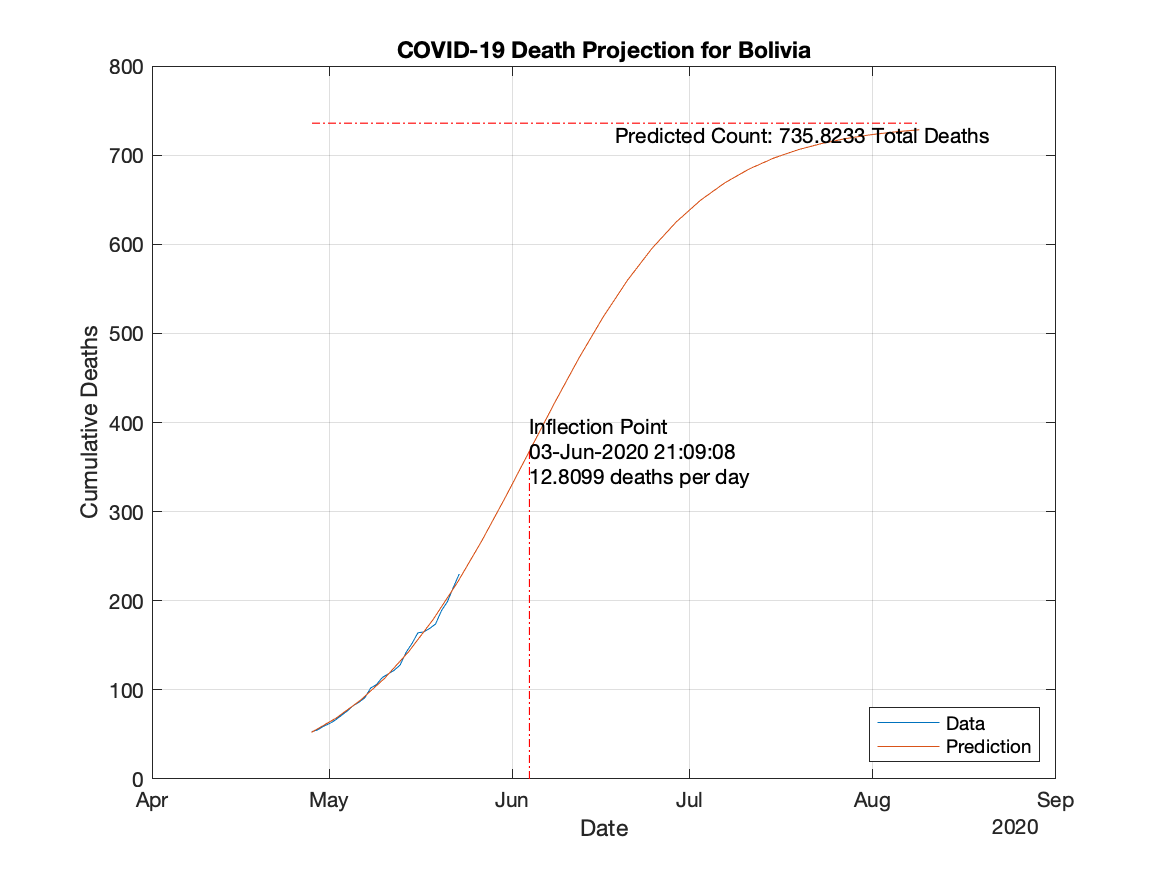 COVID-19 Death Projection for Bolivia
800
700
600
500
400
300
200
100
0
Cumulative Deaths
Predicted Count: 735.8233 Total Deaths
Inflection Point
03-Jun-2020 21:09:08
12.8099 deaths per day
Data
Prediction
Apr May Jun Jul Aug Sep
Date
2020